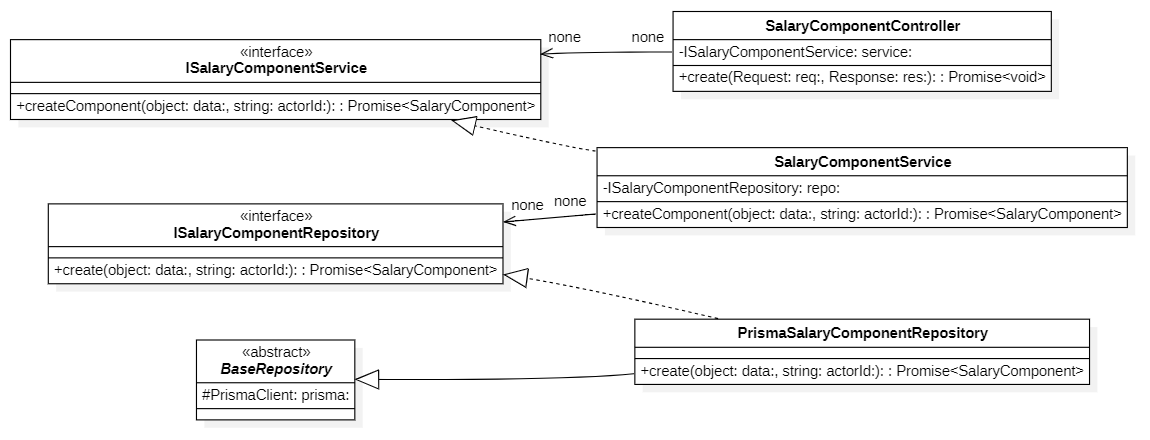 SalaryComponentController
-ISalaryComponentService: service:
+create(Request: req:, Response: res:): : Promise<void>
none
none
«interface»
ISalaryComponentService
+createComponent(object: data:, string: actorId:): : Promise<SalaryComponent>
SalaryComponentService
-ISalaryComponentRepository: repo:
+createComponent(object: data:, string: actorId:): : Promise<SalaryComponent>
none
none
«interface»
ISalaryComponentRepository
+create(object: data:, string: actorId:): : Promise<SalaryComponent>
PrismaSalaryComponentRepository
+create(object: data:, string: actorId:): : Promise<SalaryComponent>
«abstract»
BaseRepository
#PrismaClient: prisma: